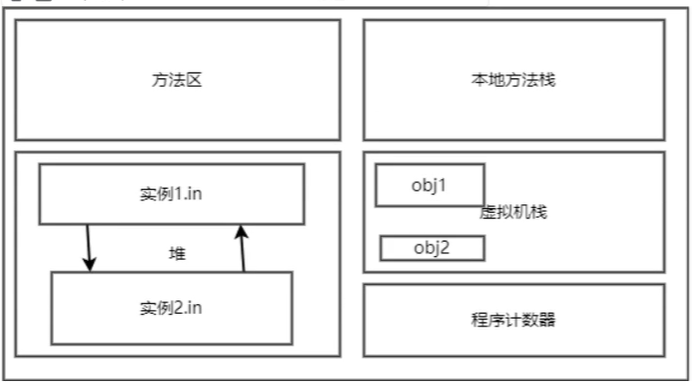 方法区
本地方法栈
实例1.in
堆
实例2.in
obj1
虚拟机栈
obj2
程序计数器